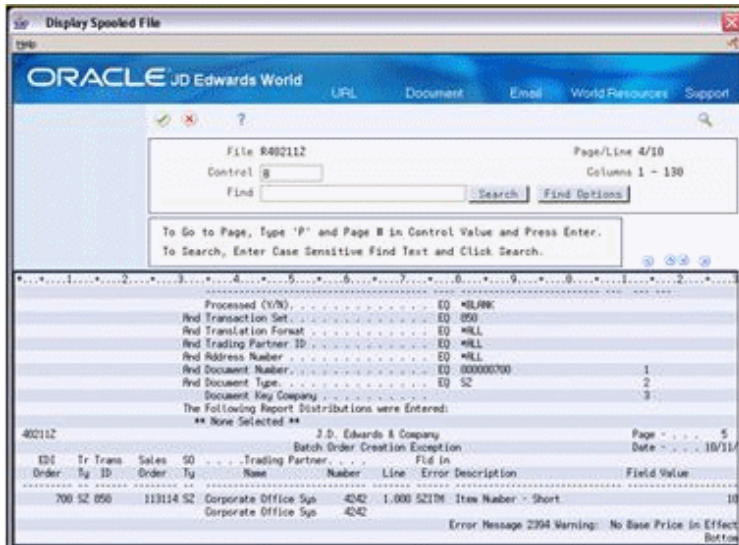 Display Spooled File
Help
ORACLE JD Edwards World
URL Document Email World Resources Support
?
File R40211Z Page/Line 4/10
Control 8 Columns 1 - 130
Find Search Find Options
To Go to Page, Type 'P' and Page # in Control Value and Press Enter.
To Search, Enter Case Sensitive Find Text and Click Search.
Processed (Y/N). . . . . . . . . . . . . EQ *BLANK
And Transaction Set. . . . . . . . . . . . EQ 850
And Translation Format . . . . . . . . . . EQ *ALL
And Trading Partner ID . . . . . . . . . . EQ *ALL
And Address Number . . . . . . . . . . . . EQ *ALL
And Document Number. . . . . . . . . . . . EQ 000000700 1
And Document Type. . . . . . . . . . . . . EQ SZ 2
Document Key Company . . . . . . . . . . 3
The Following Report Distributions were Entered:
** None Selected **
40211Z J.D. Edwards & Company Page - . . . . 5
Batch Order Creation Exception Date - . . . . 10/11/
EDI Tr Trans Sales SO . . . .Trading Partner. . . . Fld in
Order Ty ID Order Ty Name Number Line Error Description Field Value
700 SZ 850 113114 SZ Corporate Office Sys 4242 1.000 SZITM Item Number - Short 10
Corporate Office Sys 4242
Error Message 2394 Warning: No Base Price in Effect
Bottom